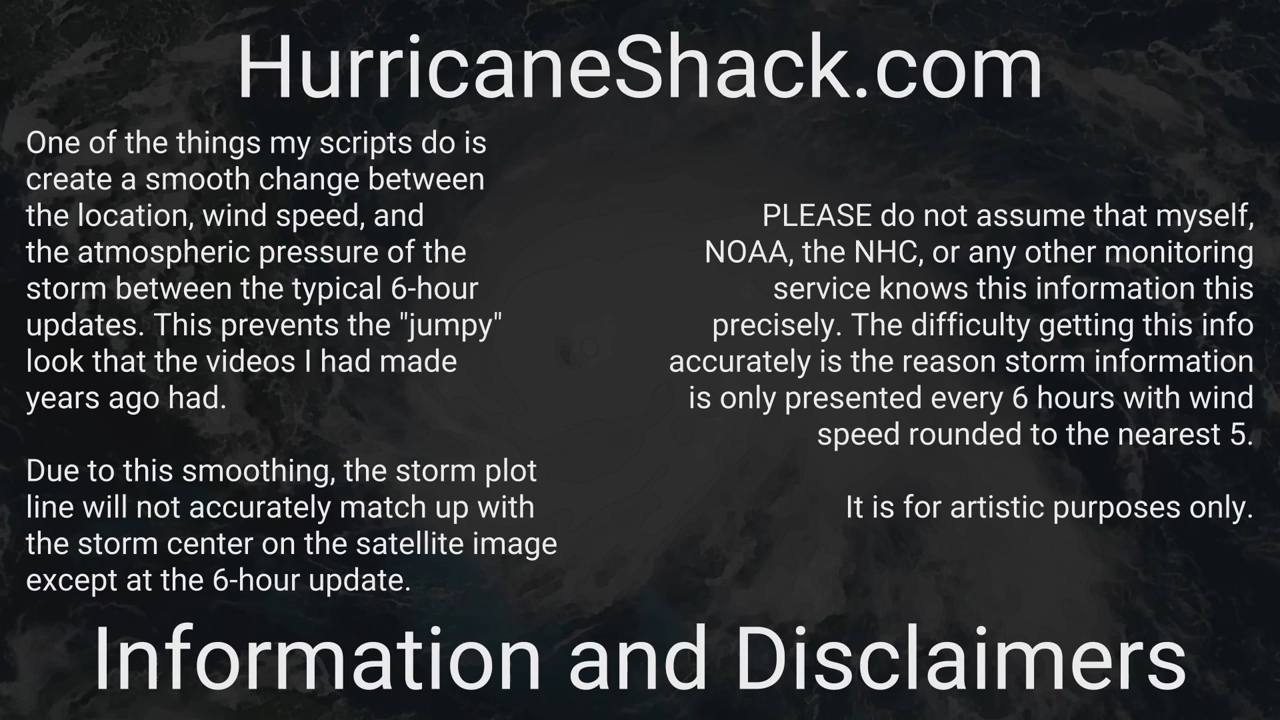 HurricaneShack.com
One of the things my scripts do is
create a smooth change between
the location, wind speed, and
the atmospheric pressure of the
storm between the typical 6-hour
updates. This prevents the "jumpy"
look that the videos I had made
years ago had.
Due to this smoothing, the storm plot
line will not accurately match up with
the storm center on the satellite image
except at the 6-hour update.
PLEASE do not assume that myself,
NOAA, the NHC, or any other monitoring
service knows this information this
precisely. The difficulty getting this info
accurately is the reason storm information
is only presented every 6 hours with wind
speed rounded to the nearest 5.
It is for artistic purposes only.
Information and Disclaimers